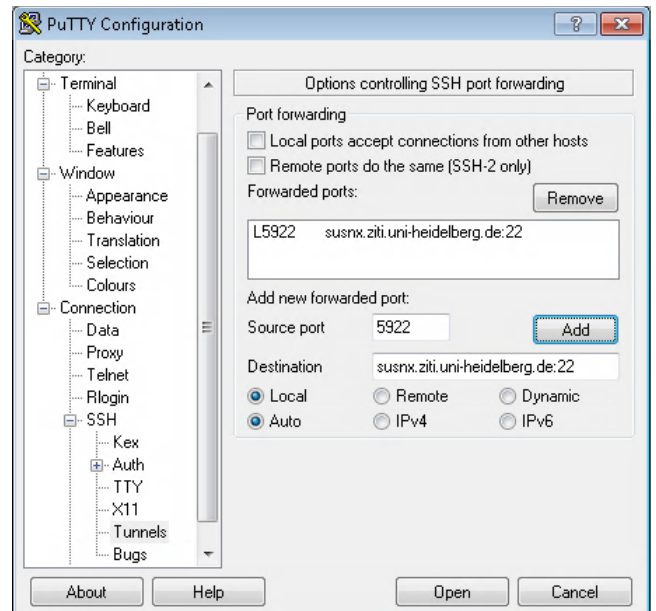 PuTTY Configuration
Category:
Terminal
Keyboard
Bell
Features
Window
Appearance
Behaviour
Translation
Selection
Colours
Connection
Data
Proxy
Telnet
Rlogin
SSH
Kex
Auth
TTY
X11
Tunnels
Bugs
Options controlling SSH port forwarding
Port forwarding
Local ports accept connections from other hosts
Remote ports do the same (SSH-2 only)
Forwarded ports:
Remove
L5922 susnx.ziti.uni-heidelberg.de:22
Add new forwarded port:
Source port 5922 Add
Destination susnx.ziti.uni-heidelberg.de:22
Local Remote Dynamic
Auto IPv4 IPv6
About Help Open Cancel